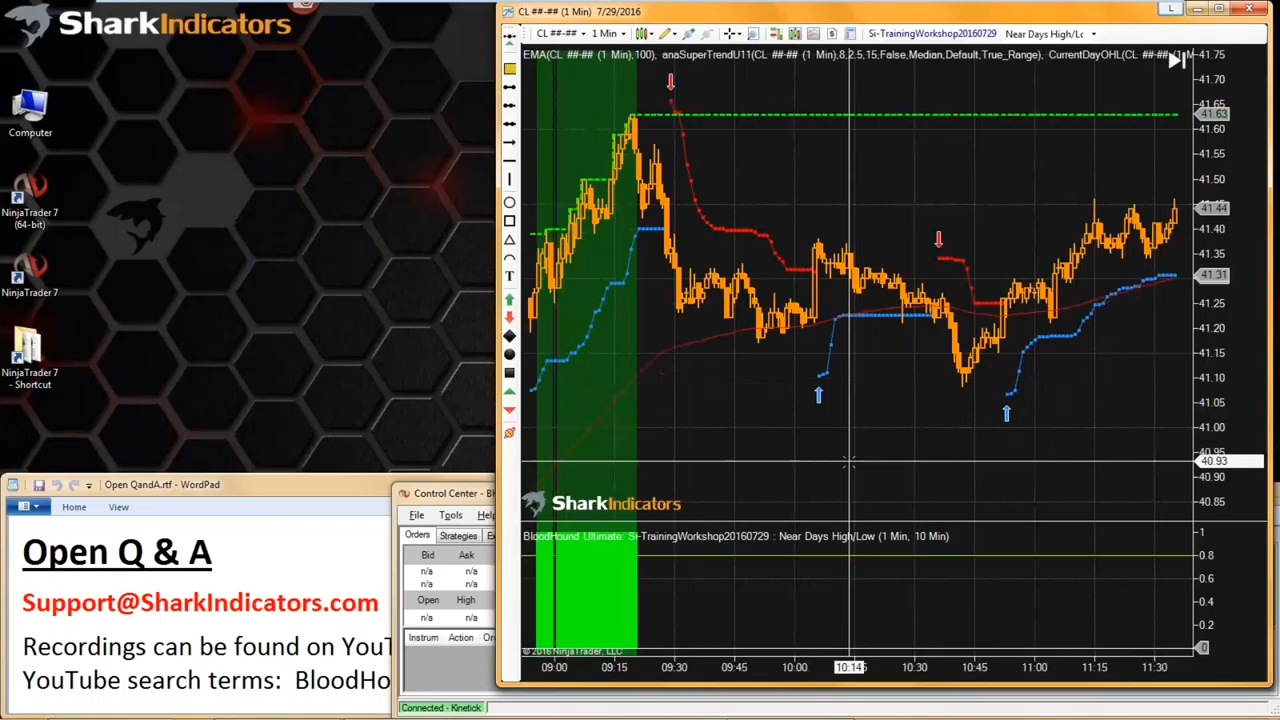 SharkIndicators
Computer
NinjaTrader 7
(64-bit)
NinjaTrader 7
NinjaTrader 7
- Shortcut
CL ##-## (1 Min) 7/29/2016
L
CL ##-##
1 Min
Si-TrainingWorkshop20160729
Near Days High/L
EMA(CL ##-## (1 Min),100), anaSuperTrendU11(CL ##-## (1 Min),8,2.5,15,False,Median,Default,True_Range), CurrentDayOHL(CL ##-## (1 M
41.75
41.70
41.65
41.63
41.60
41.55
41.50
41.45
41.44
41.40
41.35
41.31
41.25
41.20
41.15
41.10
41.05
41.00
40.95
40.93
40.90
40.85
T
SharkIndicators
BloodHound Ultimate: Si-TrainingWorkshop20160729 : Near Days High/Low (1 Min, 10 Min)
1
0.8
0.6
0.4
0.2
0
© 2016 NinjaTrader, LLC
09:00
09:15
09:30
09:45
10:00
10:14
10:30
10:45
11:00
11:15
11:30
Open QandA.rtf - WordPad
Home
View
Open Q & A
Support@SharkIndicators.com
Recordings can be found on YouT
YouTube search terms: BloodHou
Control Center - B
File
Tools
Help
Orders
Strategies
Ex
Bid
Ask
n/a
n/a
n/a
n/a
Open
High
n/a
n/a
Instrum
Action
Or
Connected - Kinetick